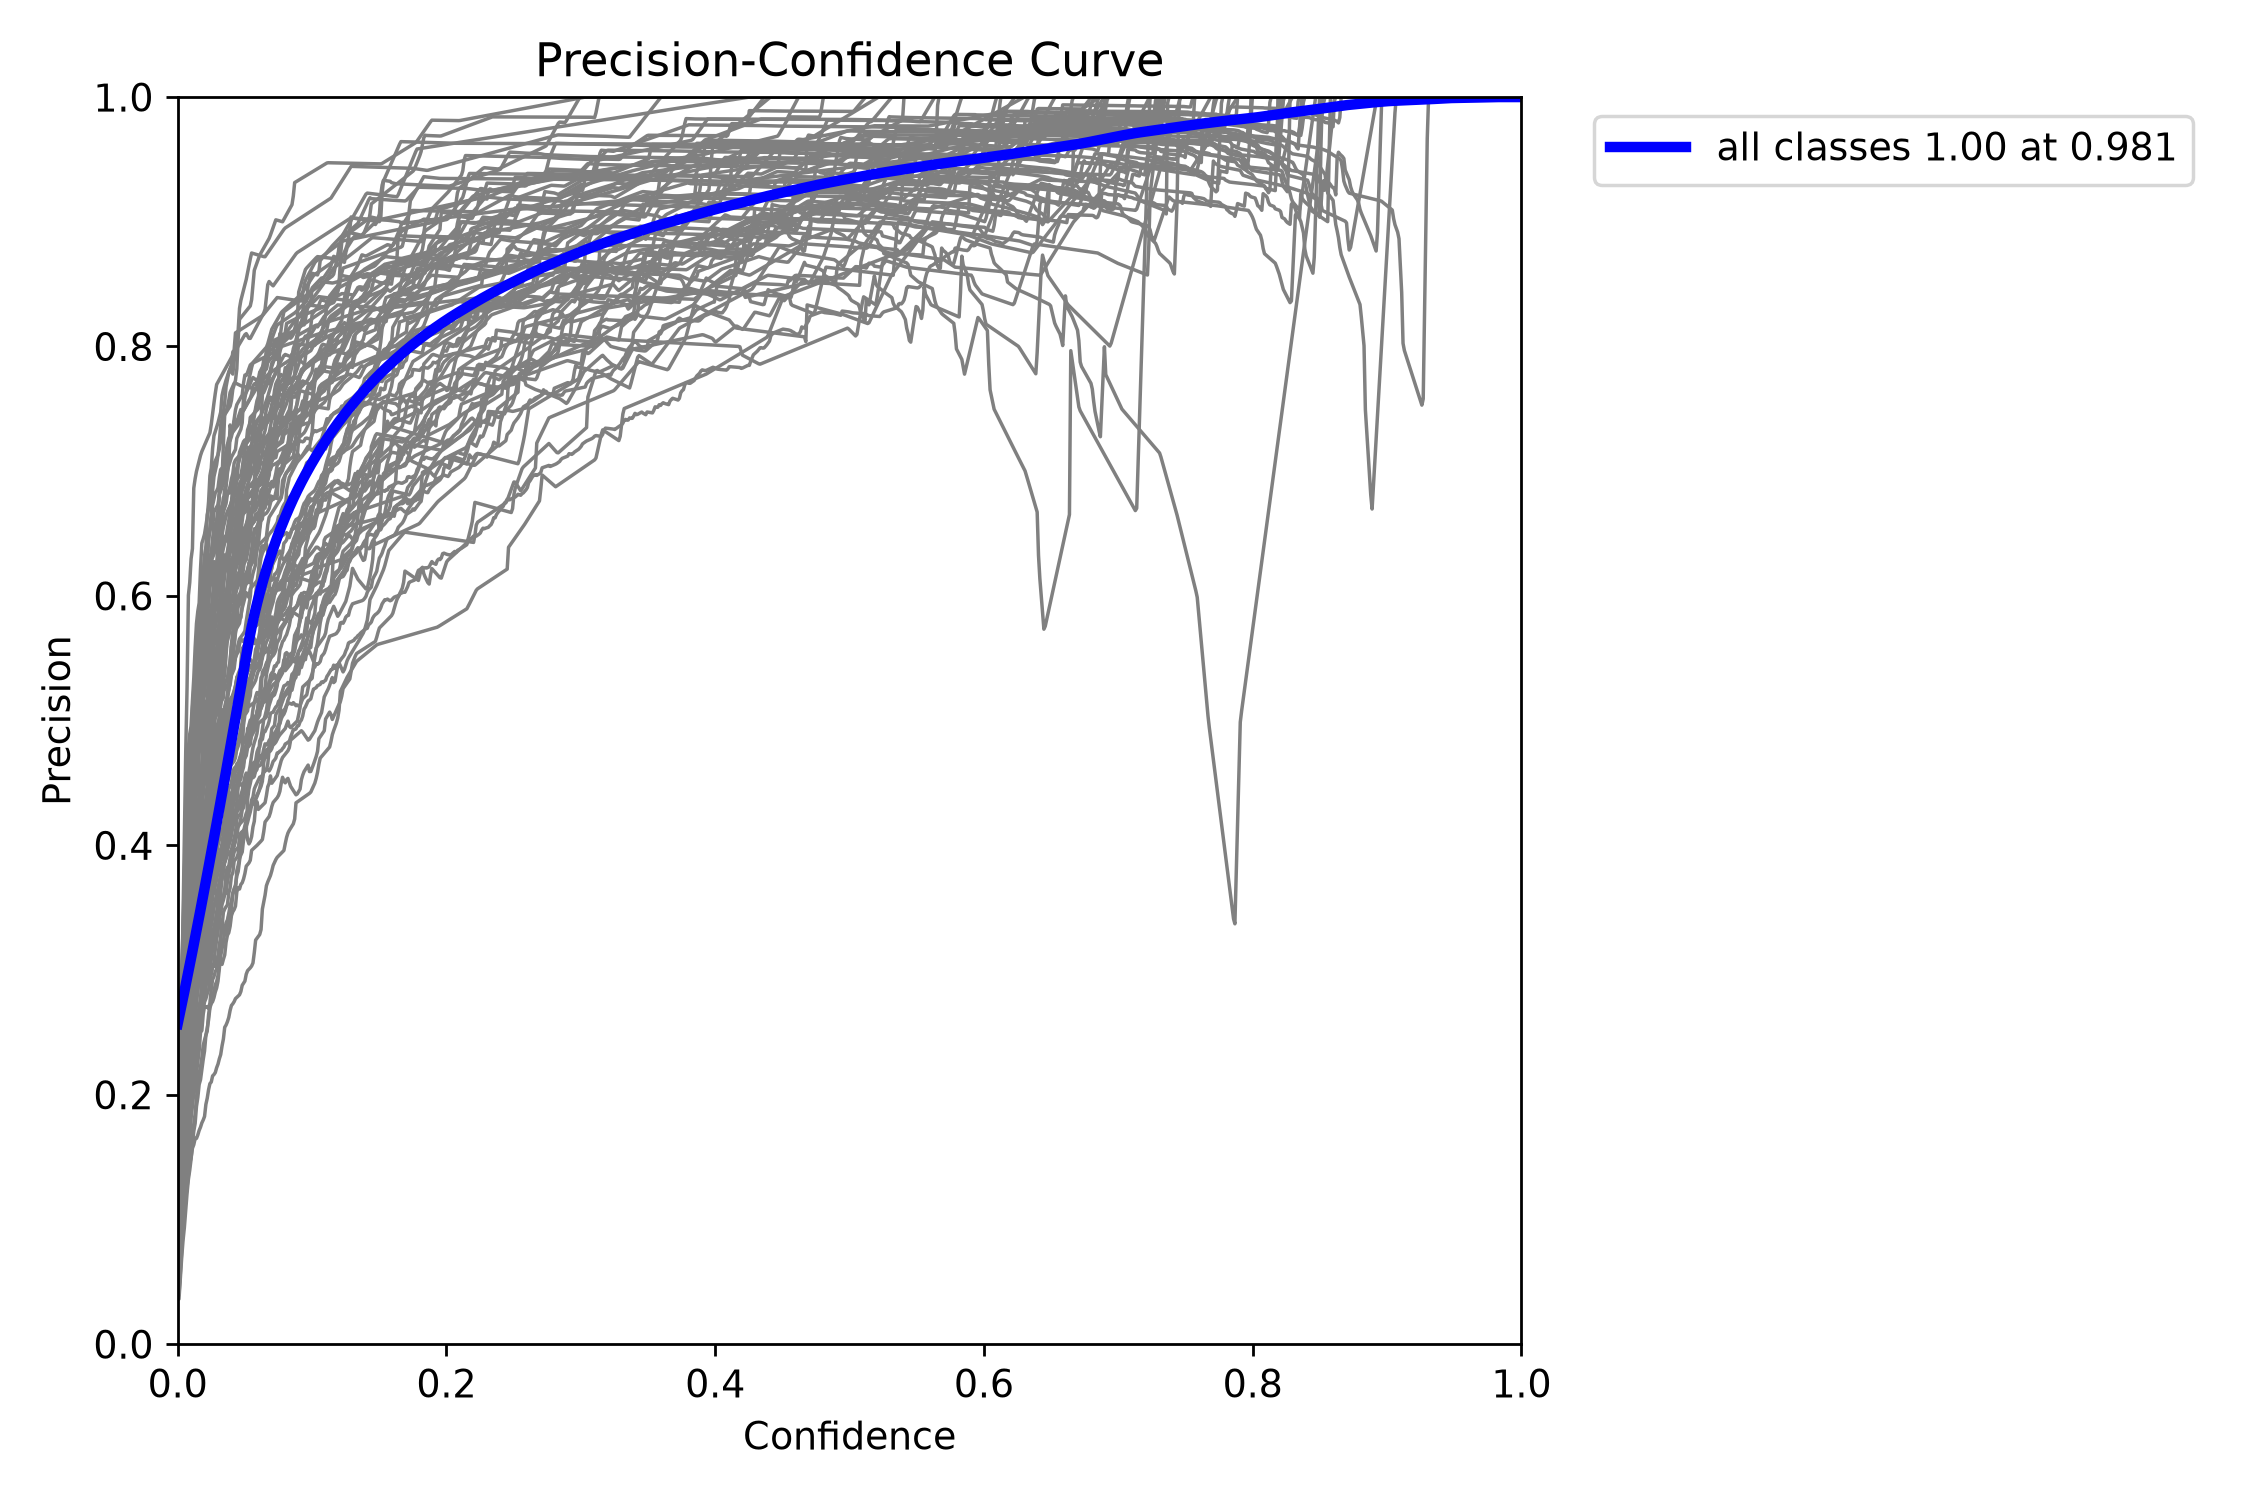 Precision-Confidence Curve
1.0
0.8
0.6
0.4
0.2
0.0
Precision
0.0 0.2 0.4 0.6 0.8 1.0
Confidence
all classes 1.00 at 0.981